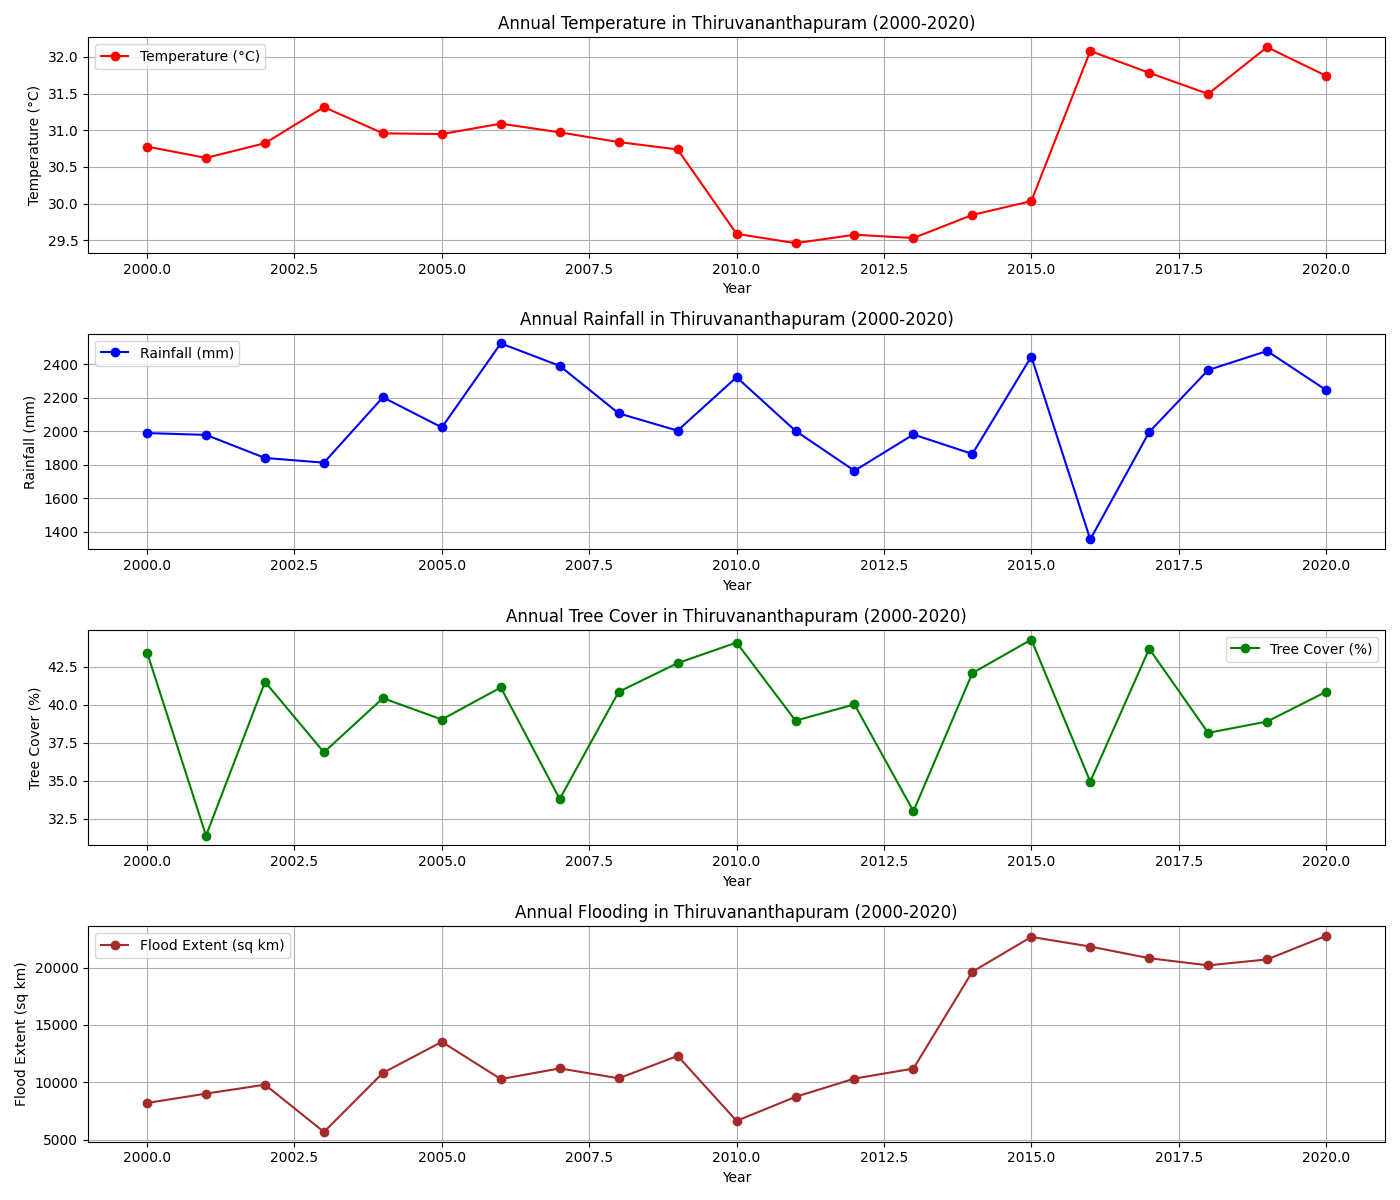 Annual Temperature in Thiruvananthapuram (2000-2020)
Temperature (°C)
Temperature (°C)
32.0
31.5
31.0
30.5
30.0
29.5
2000.0 2002.5 2005.0 2007.5 2010.0 2012.5 2015.0 2017.5 2020.0
Year
Annual Rainfall in Thiruvananthapuram (2000-2020)
Rainfall (mm)
Rainfall (mm)
2400
2200
2000
1800
1600
1400
2000.0 2002.5 2005.0 2007.5 2010.0 2012.5 2015.0 2017.5 2020.0
Year
Annual Tree Cover in Thiruvananthapuram (2000-2020)
Tree Cover (%)
Tree Cover (%)
42.5
40.0
37.5
35.0
32.5
2000.0 2002.5 2005.0 2007.5 2010.0 2012.5 2015.0 2017.5 2020.0
Year
Annual Flooding in Thiruvananthapuram (2000-2020)
Flood Extent (sq km)
Flood Extent (sq km)
20000
15000
10000
5000
2000.0 2002.5 2005.0 2007.5 2010.0 2012.5 2015.0 2017.5 2020.0
Year